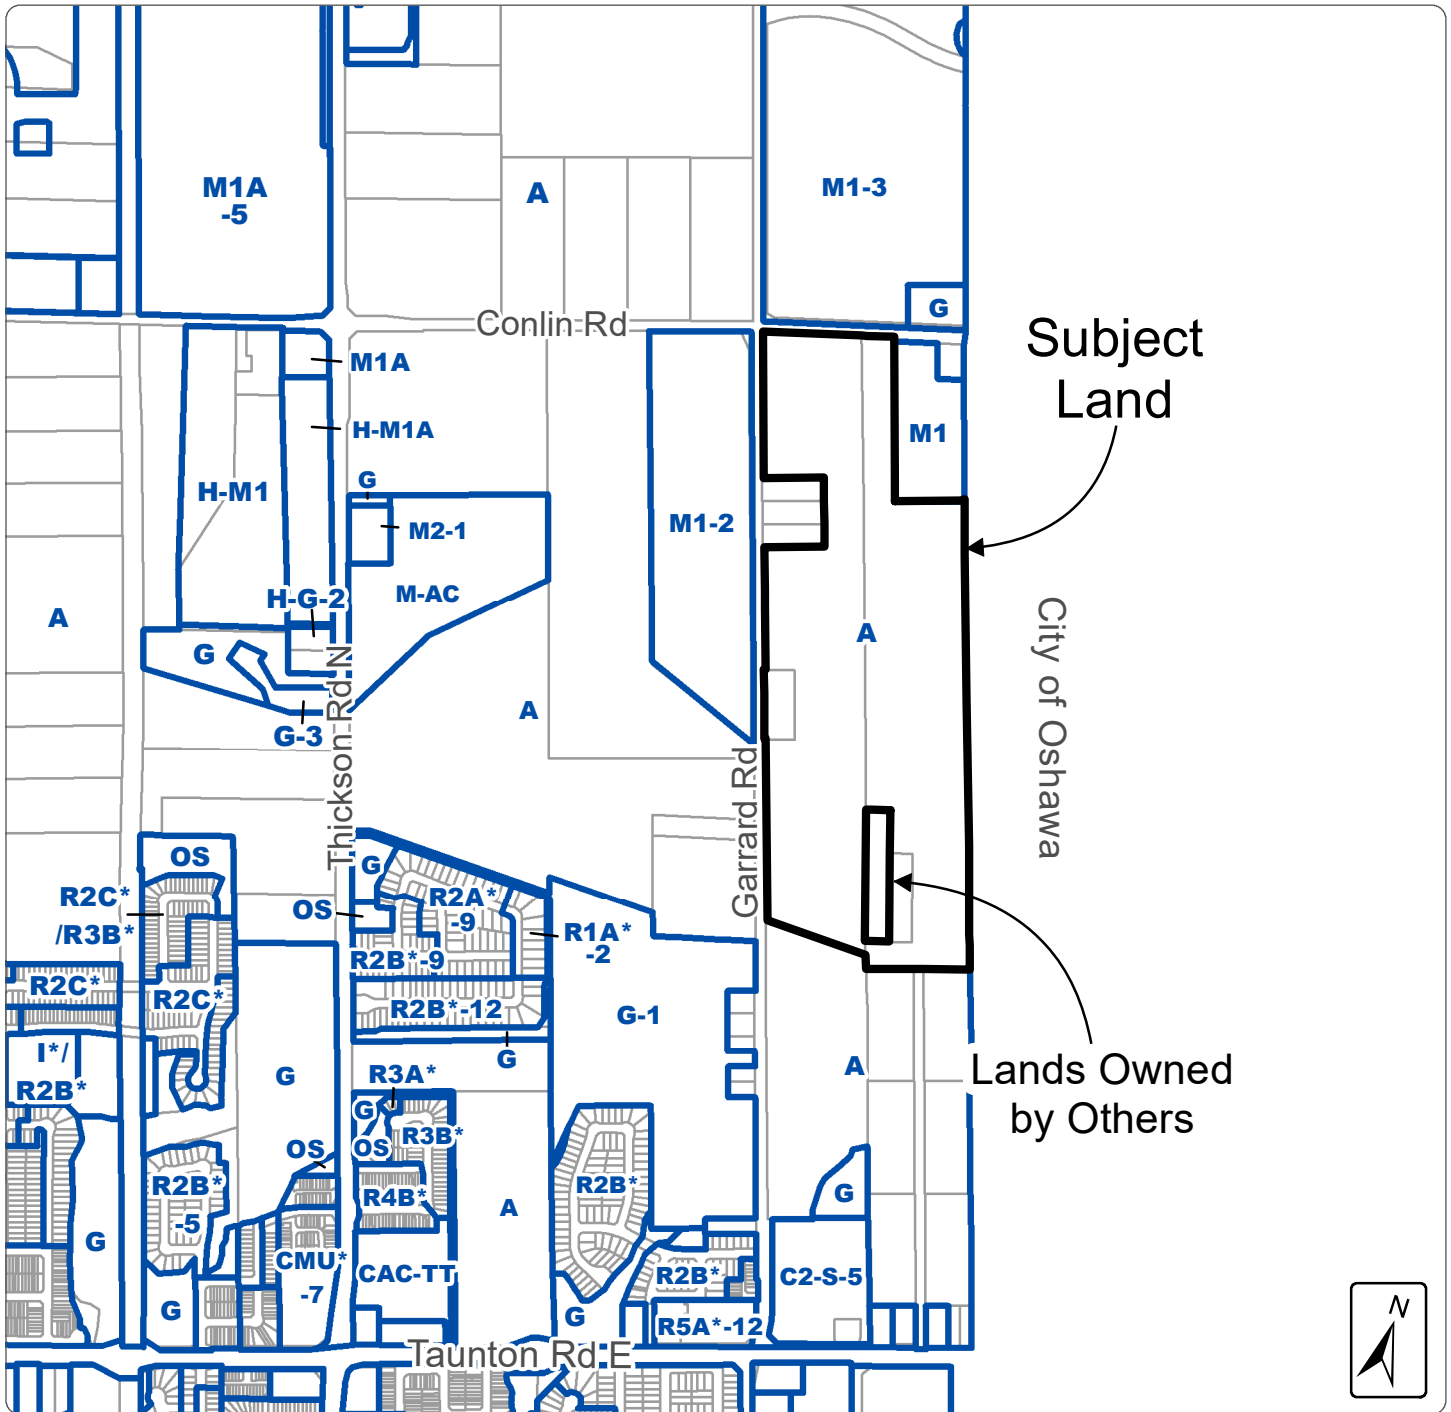 M1A
-5
A
M1-3
G
Conlin Rd
Subject
Land
M1A
H-M1A
M1
G
H-M1
M2-1
M1-2
M-AC
H-G-2
A
A
G
City of Oshawa
Thickson Rd N
G-3
A
Garrard Rd
OS
G
R2C*
/R3B*
OS
R2A*
-9
R1A*
-2
R2B*-9
R2C*
R2C*
R2B*-12
G-1
I*/
R2B*
G
G
R3A*
A
Lands Owned
by Others
G
R3B*
OS
OS
R2B*
-5
R4B*
R2B*
G
A
G
CMU*
-7
CAC-TT
R2B*
C2-S-5
G
G
R5A*-12
Taunton Rd E
N